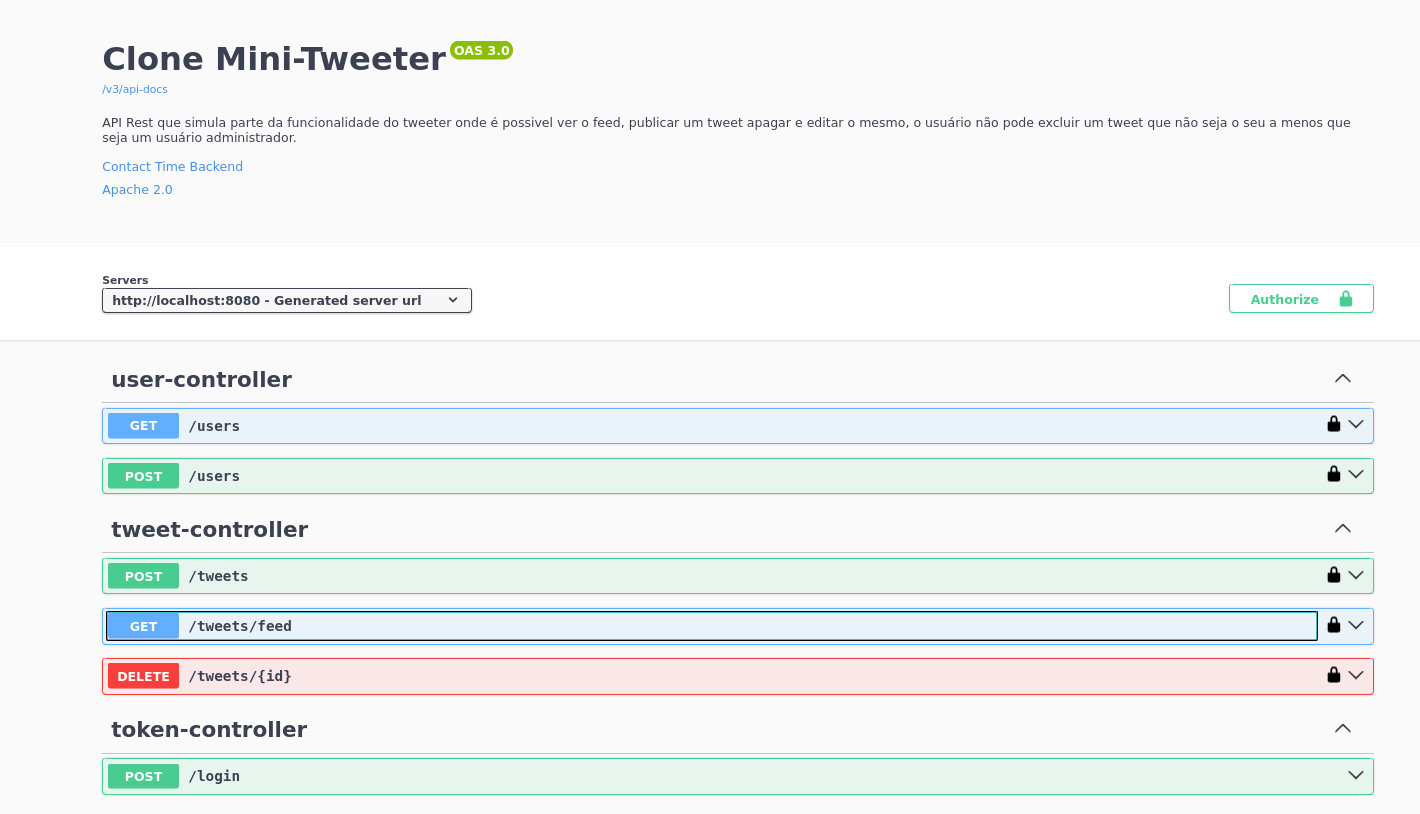 Clone Mini-Tweeter OAS 3.0
/v3/api-docs
API Rest que simula parte da funcionalidade do tweeter onde é possivel ver o feed, publicar um tweet apagar e editar o mesmo, o usuário não pode excluir um tweet que não seja o seu a menos que
seja um usuário administrador.
Contact Time Backend
Apache 2.0
Servers
http://localhost:8080 - Generated server url
Authorize
user-controller
GET /users
POST /users
tweet-controller
POST /tweets
GET /tweets/feed
DELETE /tweets/{id}
token-controller
POST /login